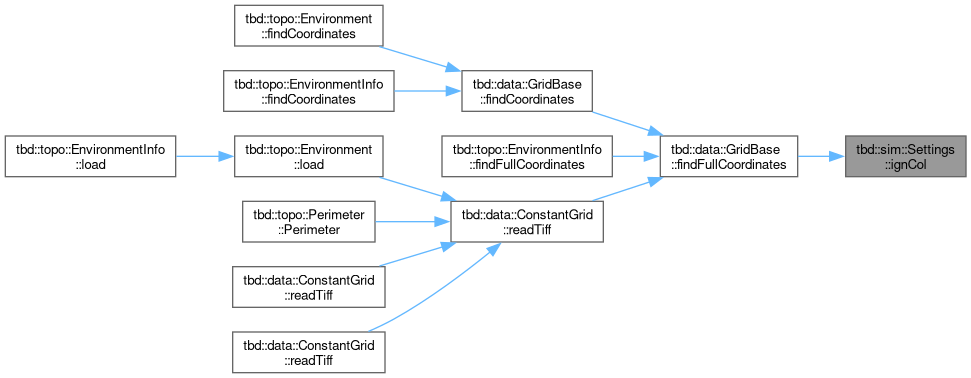 tbd::topo::Environment
::findCoordinates
tbd::topo::EnvironmentInfo
::findCoordinates
tbd::data::GridBase
::findCoordinates
tbd::topo::EnvironmentInfo
::load
tbd::topo::Environment
::load
tbd::topo::EnvironmentInfo
::findFullCoordinates
tbd::data::GridBase
::findFullCoordinates
tbd::sim::Settings
::ignCol
tbd::topo::Perimeter
::Perimeter
tbd::data::ConstantGrid
::readTiff
tbd::data::ConstantGrid
::readTiff
tbd::data::ConstantGrid
::readTiff